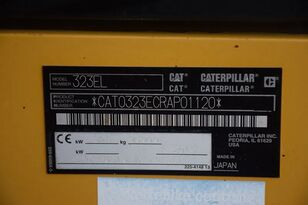 MODEL NUMBER 323EL CAT® CATERPILLAR®
PRODUCT IDENTIFICATION NUMBER CAT® CATERPILLAR®
*CAT0323ECRAP01120*
CE
kW kg
kW
CATERPILLAR INC.
PEORIA, IL 61629
USA
MADE IN
JAPAN